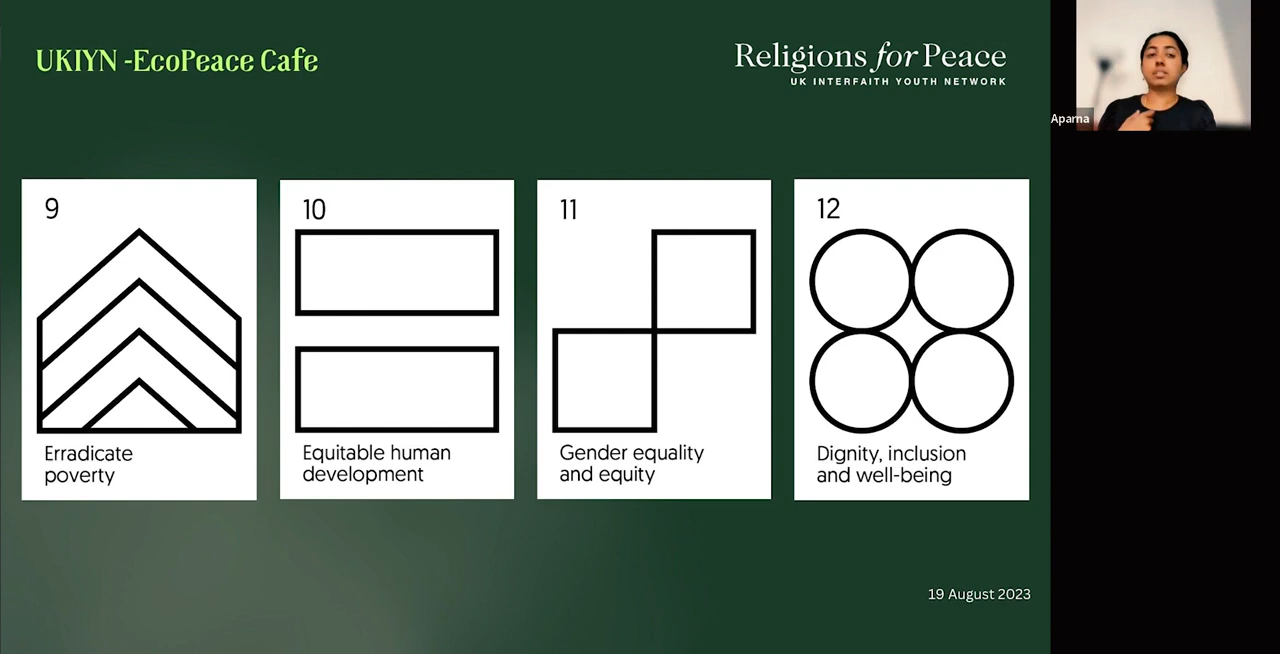 UKIYN -EcoPeace Cafe
Religions for Peace
UK INTERFAITH YOUTH NETWORK
Aparna
9
Erradicate
poverty
10
Equitable human
development
11
Gender equality
and equity
12
Dignity, inclusion
and well-being
19 August 2023